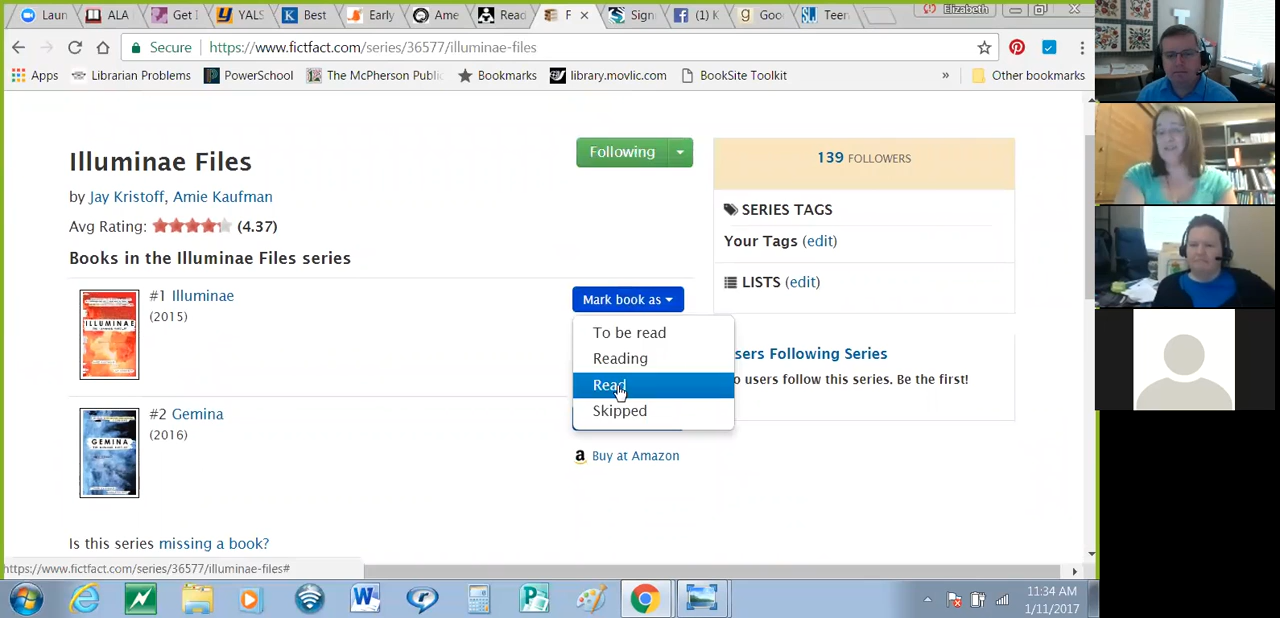 Laun
ALA
Get I
YALS
Best
Early
Ame
Read
F
Sign
(1)
Goo
Teen
Elizabeth
Secure
https://www.fictfact.com/series/36577/illuminae-files
Apps
Librarian Problems
PowerSchool
The McPherson Publi
Bookmarks
library.movlic.com
BookSite Toolkit
»
Other bookmarks
Illuminae Files
Following
139 FOLLOWERS
by Jay Kristoff, Amie Kaufman
SERIES TAGS
Avg Rating: (4.37)
Your Tags (edit)
Books in the Illuminae Files series
LISTS (edit)
#1 Illuminae
(2015)
ILLUMINAE
Mark book as
To be read
Reading
Read
Skipped
sers Following Series
o users follow this series. Be the first!
#2 Gemina
(2016)
GEMINA
Buy at Amazon
Is this series missing a book?
https://www.fictfact.com/series/36577/illuminae-files#
11:34 AM
1/11/2017